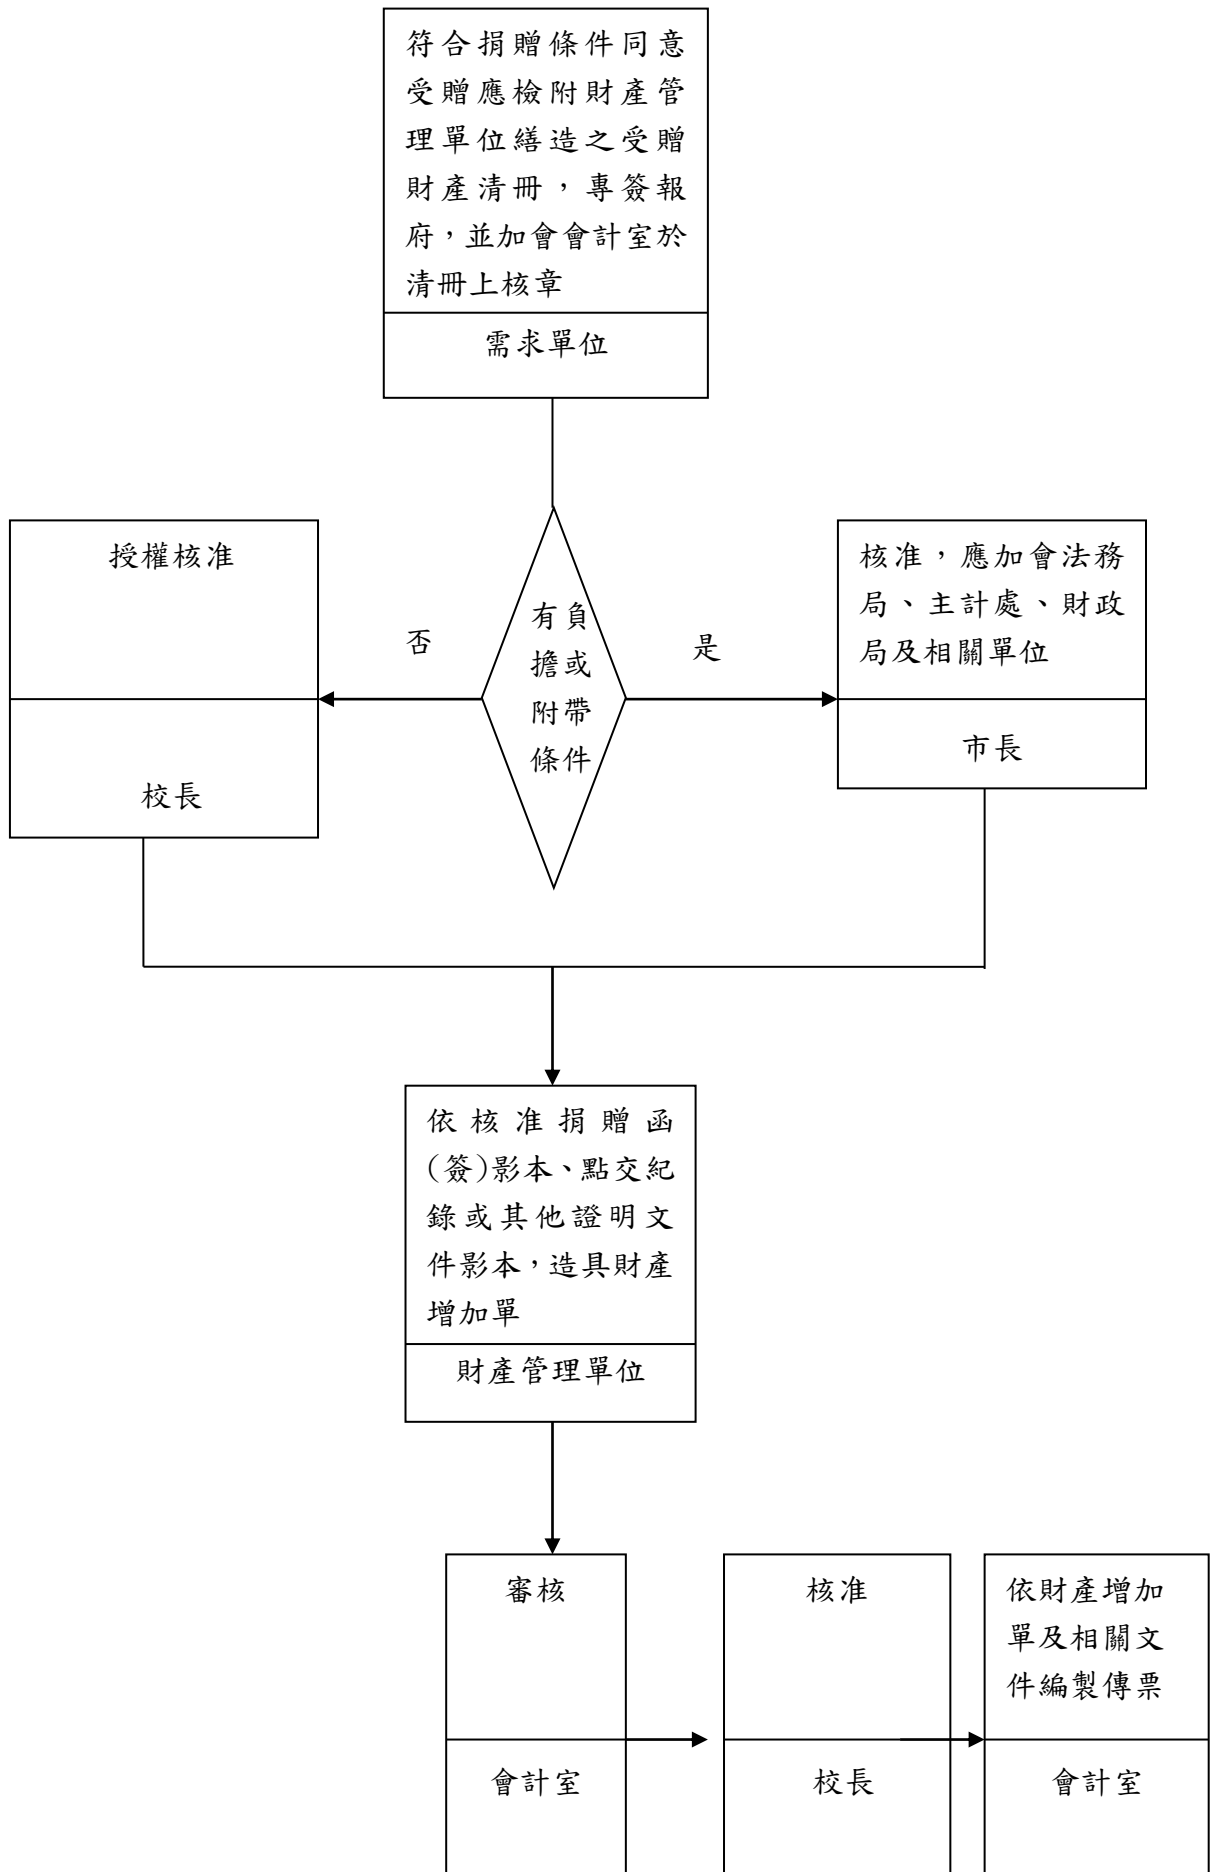 符合捐贈條件同意
受贈應檢附財產管
理單位繕造之受贈
財產清冊，專簽報
府，並加會會計室於
清冊上核章
需求單位
授權核准
校長
否
有負
擔或
附帶
條件
是
核准，應加會法務
局、主計處、財政
局及相關單位
市長
依核准捐贈函
(簽)影本、點交紀
錄或其他證明文
件影本，造具財產
增加單
財產管理單位
審核
會計室
核准
校長
依財產增加
單及相關文
件編製傳票
會計室